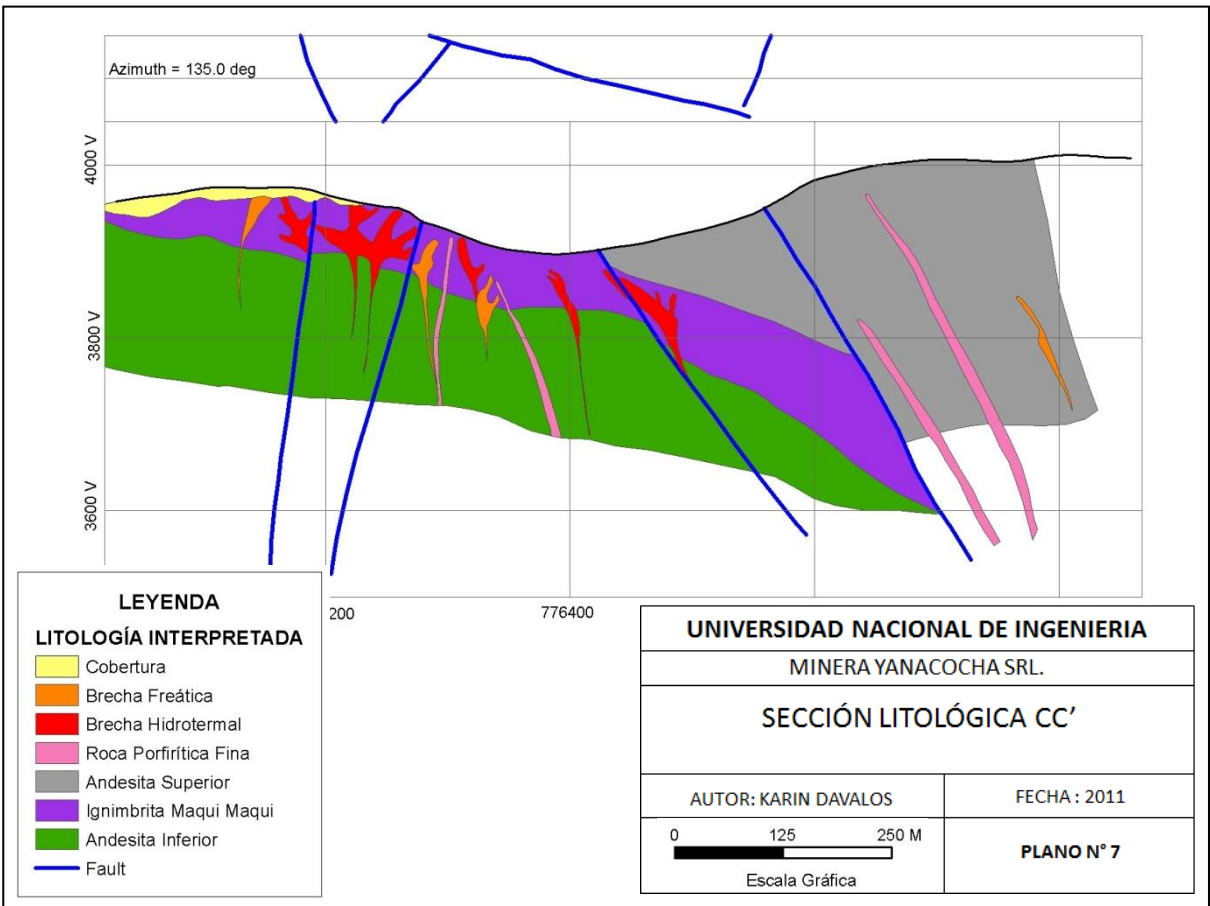 Azimuth = 135.0 deg
4000 V
3800 V
3600 V
200
776400
LEYENDA
LITOLOGÍA INTERPRETADA
Cobertura
Brecha Freática
Brecha Hidrotermal
Roca Porfirítica Fina
Andesita Superior
Ignimbrita Maqui Maqui
Andesita Inferior
Fault
UNIVERSIDAD NACIONAL DE INGENIERIA
MINERA YANACOCHA SRL.
SECCIÓN LITOLÓGICA CC’
AUTOR: KARIN DAVALOS
FECHA : 2011
0 125 250 M
Escala Gráfica
PLANO N° 7